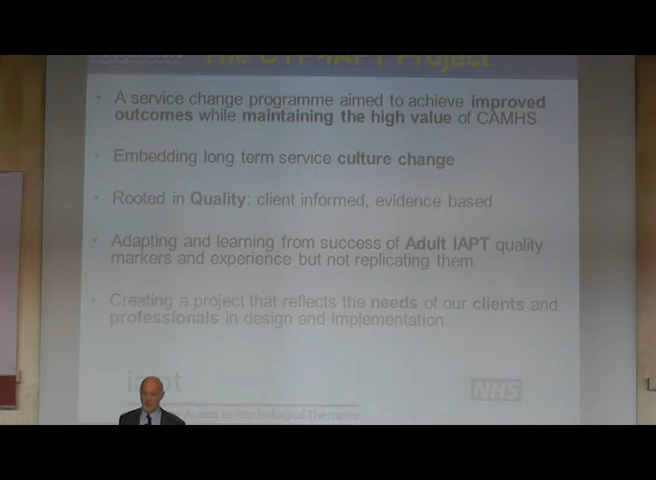 The CYP-IAPT Project
• A service change programme aimed to achieve improved
outcomes while maintaining the high value of CAMHS
• Embedding long term service culture change
• Rooted in Quality: client informed, evidence based
• Adapting and learning from success of Adult IAPT quality
markers and experience but not replicating them.
• Creating a project that reflects the needs of our clients and
professionals in design and implementation
iapt
NHS
Access to Psychological Therapies